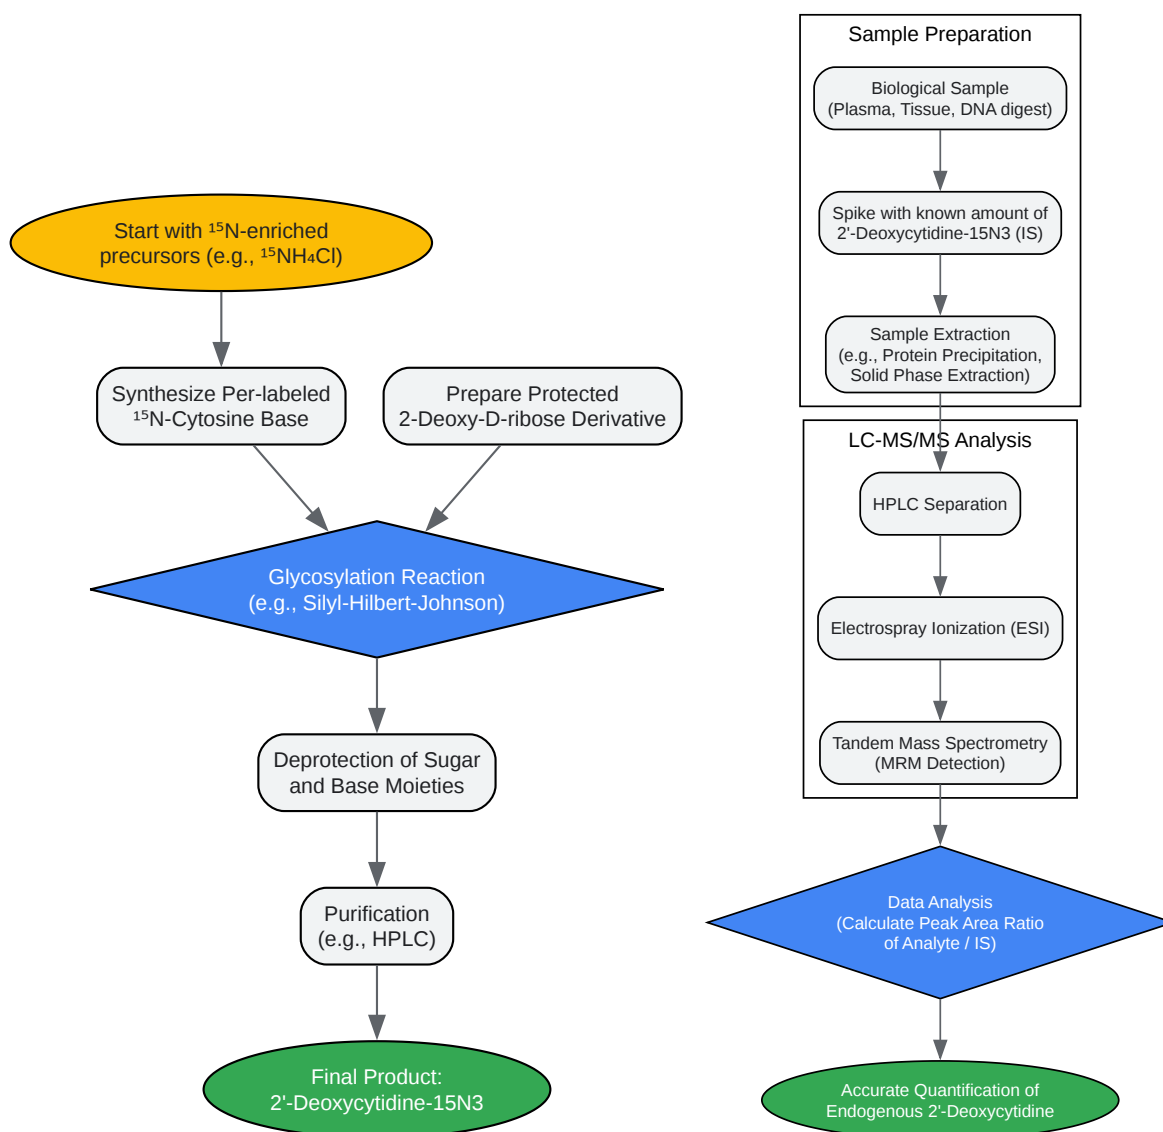 Start with ¹⁵N-enriched
precursors (e.g., ¹⁵NH₄Cl)
Synthesize Per-labeled
¹⁵N-Cytosine Base
Prepare Protected
2-Deoxy-D-ribose Derivative
Glycosylation Reaction
(e.g., Silyl-Hilbert-Johnson)
Deprotection of Sugar
and Base Moieties
Purification
(e.g., HPLC)
Final Product:
2'-Deoxycytidine-15N3
Sample Preparation
Biological Sample
(Plasma, Tissue, DNA digest)
Spike with known amount of
2'-Deoxycytidine-15N3 (IS)
Sample Extraction
(e.g., Protein Precipitation,
Solid Phase Extraction)
LC-MS/MS Analysis
HPLC Separation
Electrospray Ionization (ESI)
Tandem Mass Spectrometry
(MRM Detection)
Data Analysis
(Calculate Peak Area Ratio
of Analyte / IS)
Accurate Quantification of
Endogenous 2'-Deoxycytidine